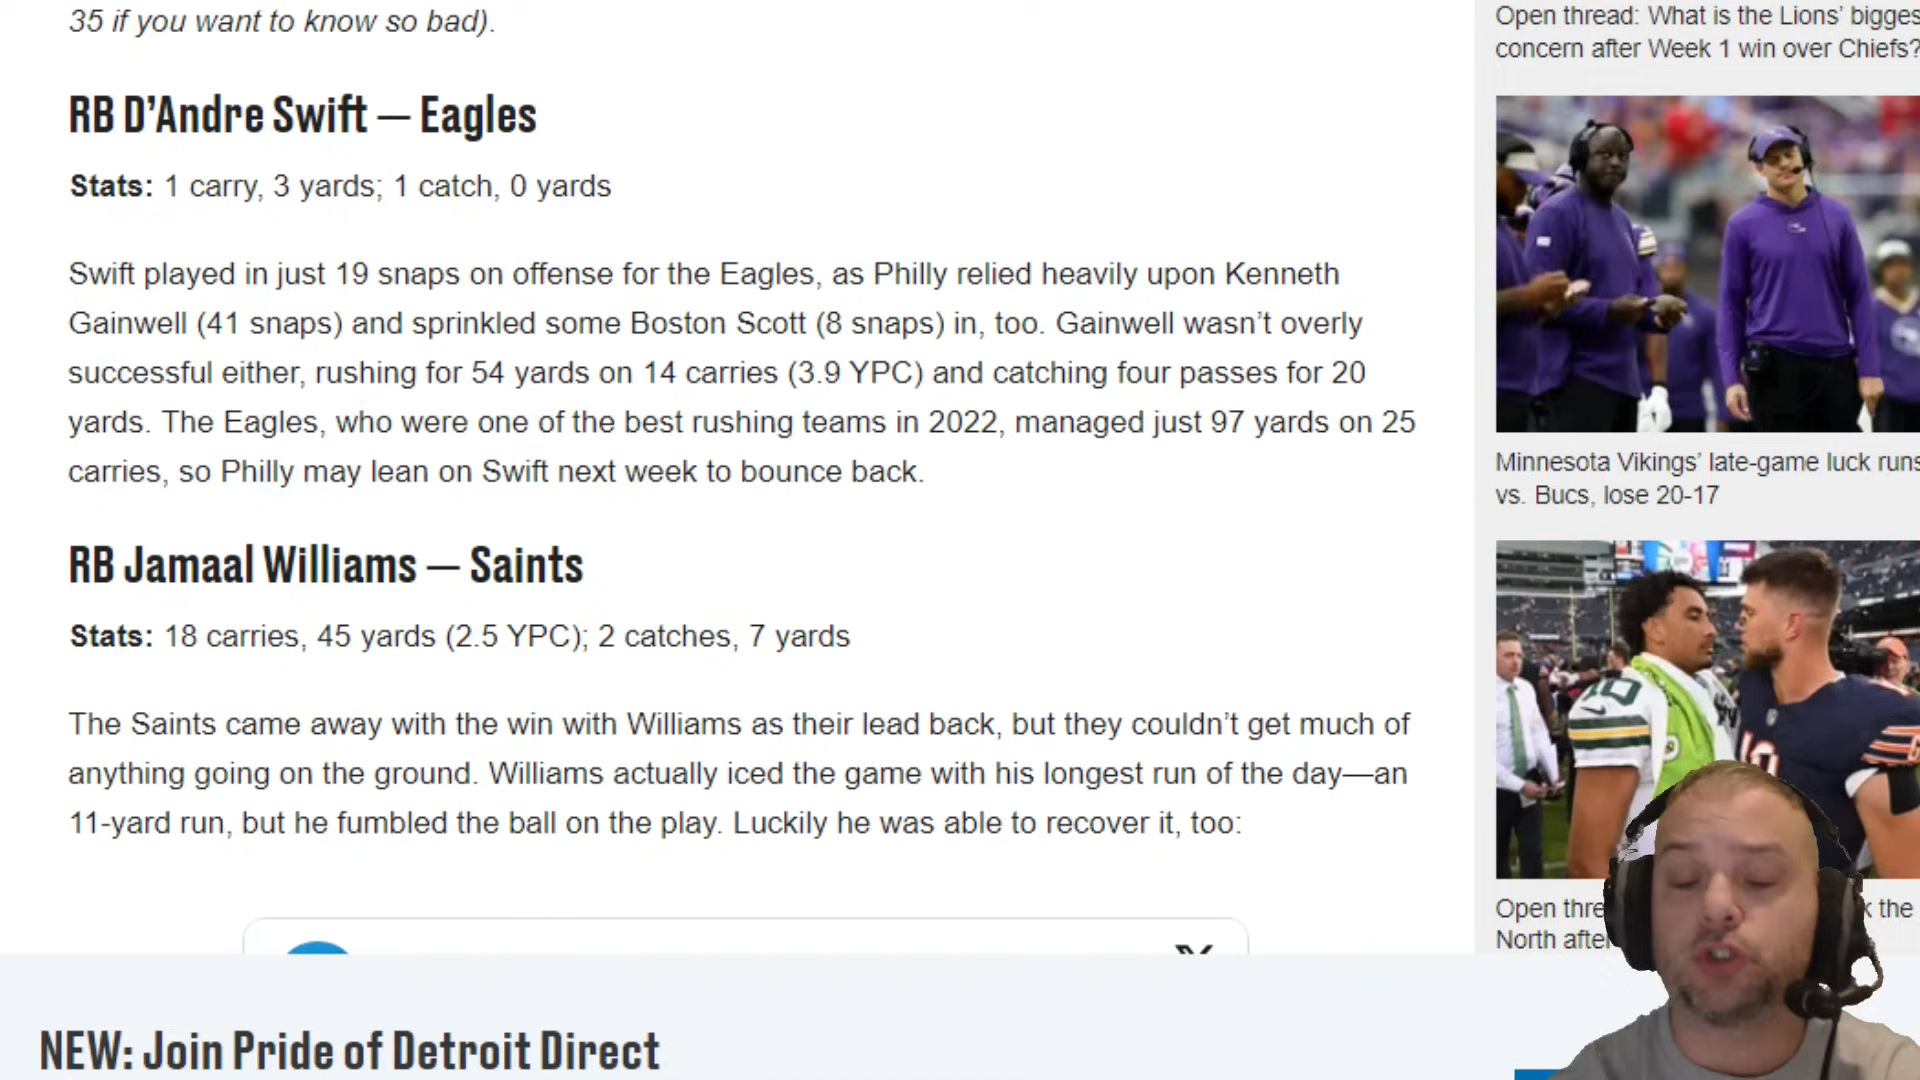 35 if you want to know so bad).
RB D’Andre Swift — Eagles
Stats: 1 carry, 3 yards; 1 catch, 0 yards
Swift played in just 19 snaps on offense for the Eagles, as Philly relied heavily upon Kenneth
Gainwell (41 snaps) and sprinkled some Boston Scott (8 snaps) in, too. Gainwell wasn’t overly
successful either, rushing for 54 yards on 14 carries (3.9 YPC) and catching four passes for 20
yards. The Eagles, who were one of the best rushing teams in 2022, managed just 97 yards on 25
carries, so Philly may lean on Swift next week to bounce back.
RB Jamaal Williams — Saints
Stats: 18 carries, 45 yards (2.5 YPC); 2 catches, 7 yards
The Saints came away with the win with Williams as their lead back, but they couldn’t get much of
anything going on the ground. Williams actually iced the game with his longest run of the day—an
11-yard run, but he fumbled the ball on the play. Luckily he was able to recover it, too:
NEW: Join Pride of Detroit Direct
Open thread: What is the Lions’ bigges
concern after Week 1 win over Chiefs?
Minnesota Vikings’ late-game luck runs
vs. Bucs, lose 20-17
10
Open thre
the
North after